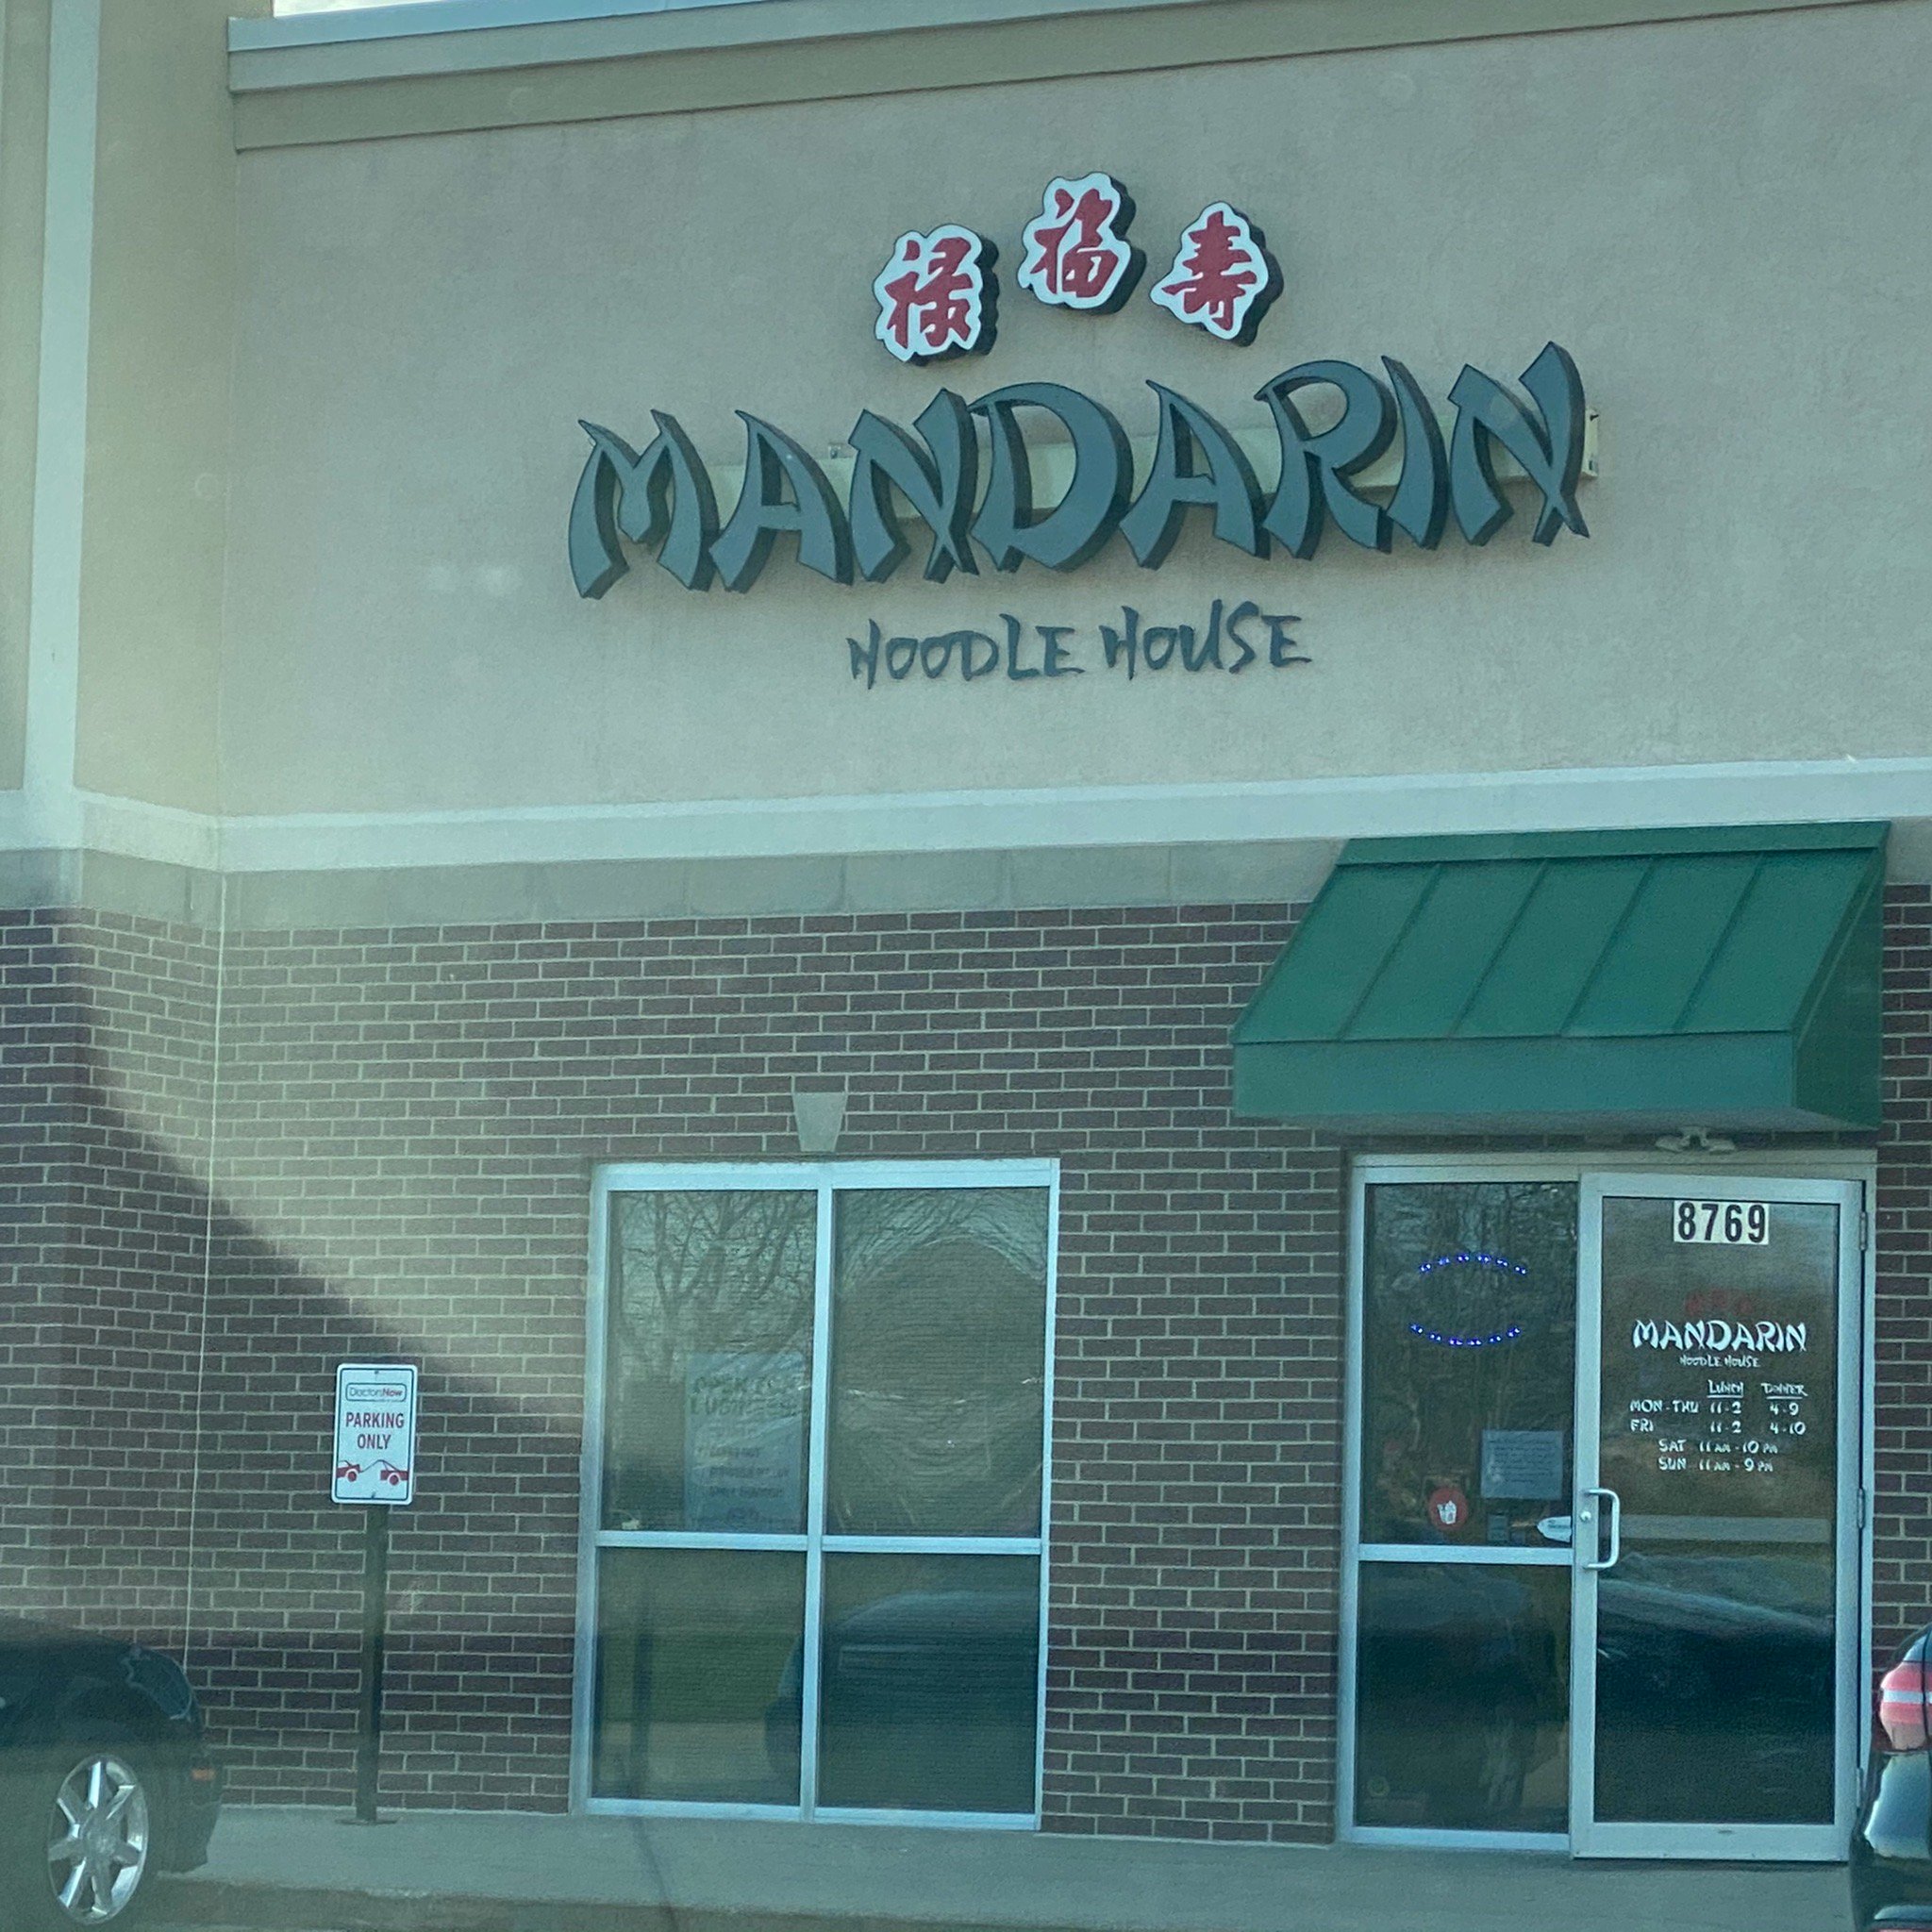 禄福寿
MANDARIN
NOODLE HOUSE
8769
MANDARIN
NOODLE HOUSE
LUNCH DINNER
MON-THU 11-2 4-9
FRI 11-2 4-10
SAT 11 AM - 10 PM
SUN 11 AM - 9 PM
DoctorsNow
PARKING
ONLY